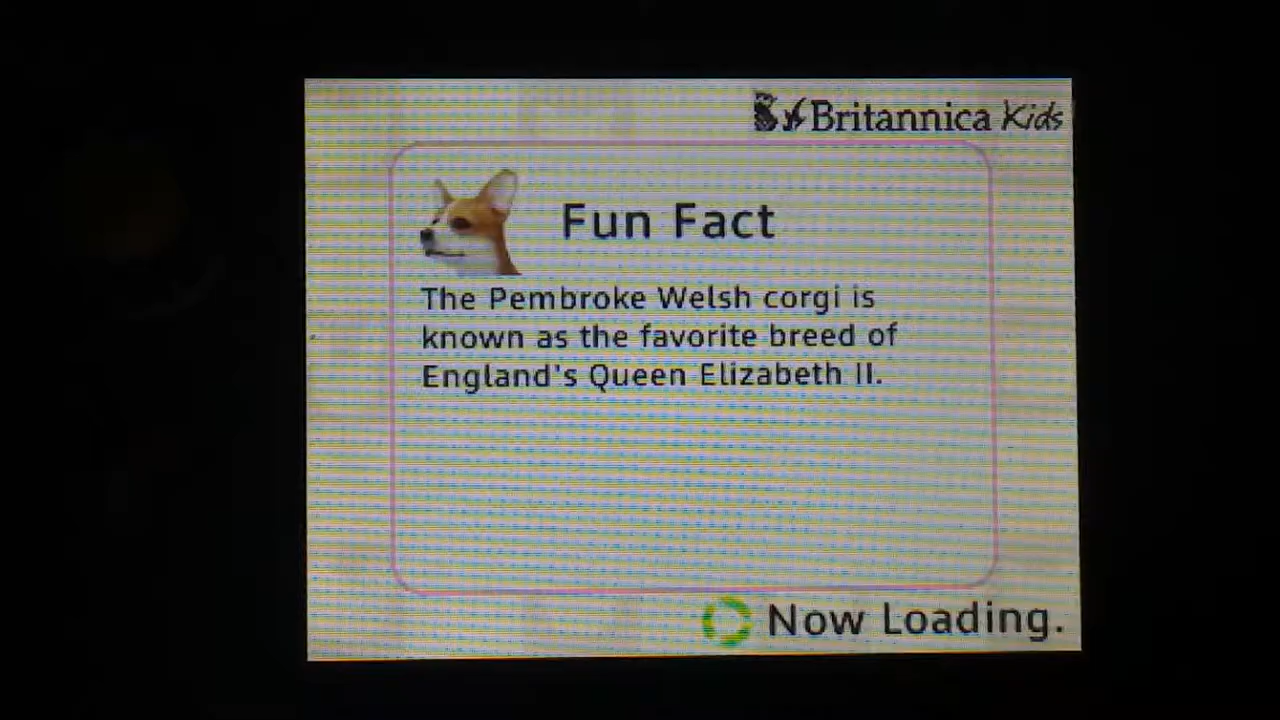 Britannica Kids
Fun Fact
The Pembroke Welsh corgi is
known as the favorite breed of
England's Queen Elizabeth II.
Now Loading.